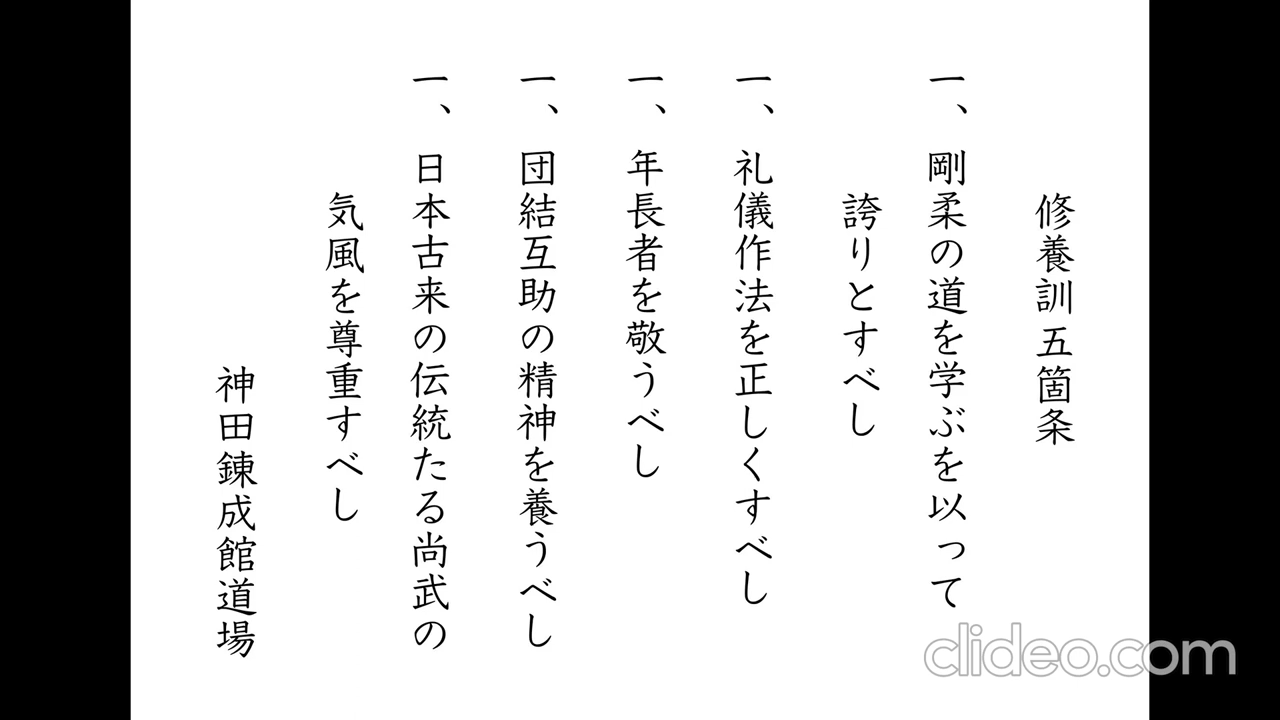 修養訓五箇条
一、剛柔の道を学ぶを以って
誇りとすべし
一、礼儀作法を正しくすべし
一、年長者を敬うべし
一、団結互助の精神を養うべし
一、日本古来の伝統たる尚武の
気風を尊重すべし
神田錬成館道場
clideo.com